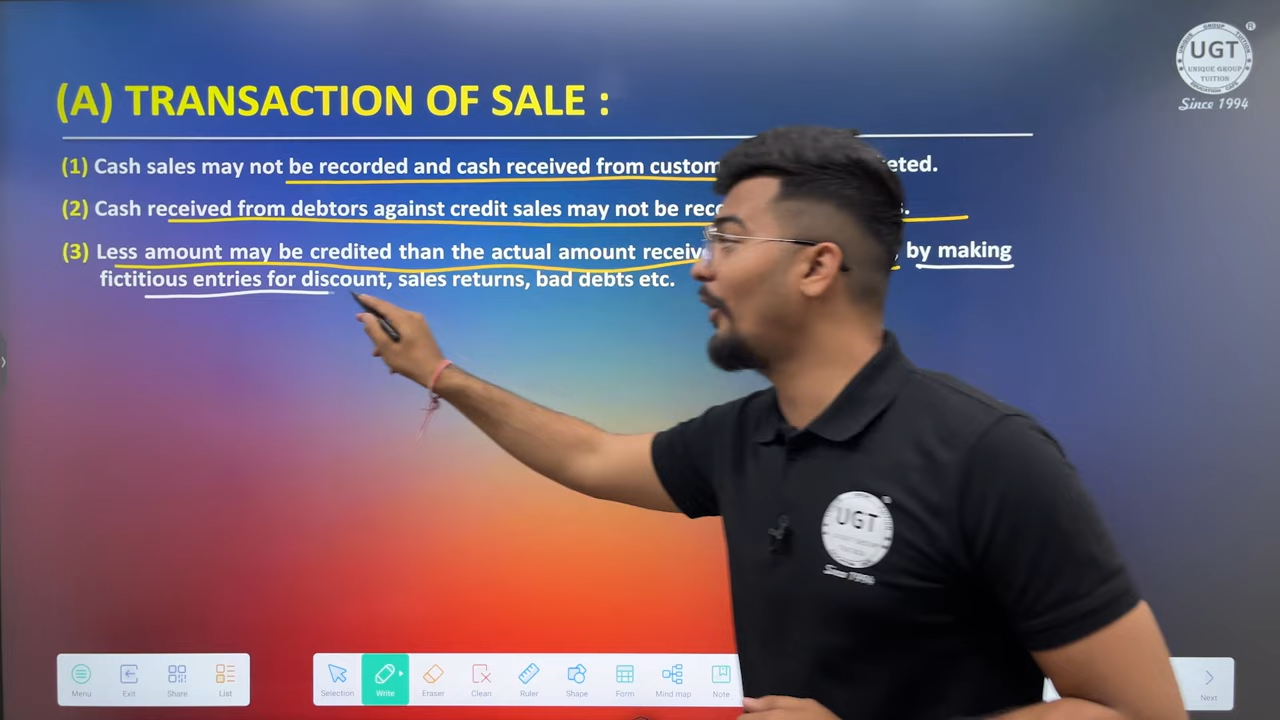 (A) TRANSACTION OF SALE :
(1) Cash sales may not be recorded and cash received from custom eted.
(2) Cash received from debtors against credit sales may not be rec
(3) Less amount may be credited than the actual amount receive by making
fictitious entries for discount, sales returns, bad debts etc.
UGT
UNIQUE GROUP
TUITION
Since 1994
UGT
Since 1994
Menu
Exit
Share
List
Selection
Write
Eraser
Clean
Ruler
Shape
Form
Mind map
Note
Next